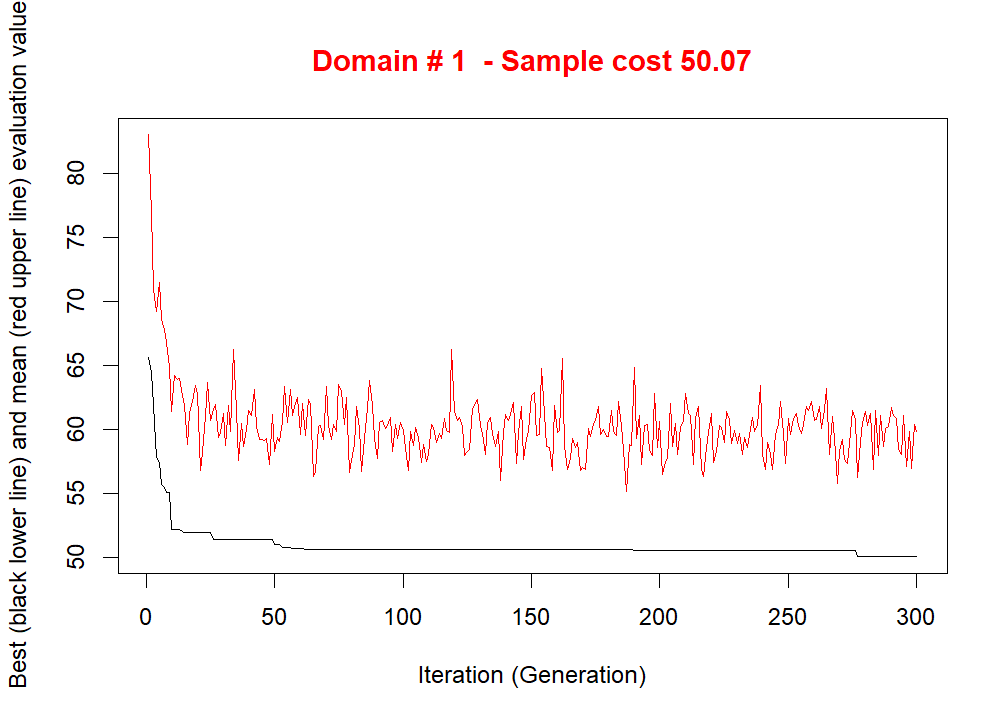 Domain # 1  - Sample cost 50.07
Best (black lower line) and mean (red upper line) evaluation value
80
75
70
65
60
55
50
0 50 100 150 200 250 300
Iteration (Generation)